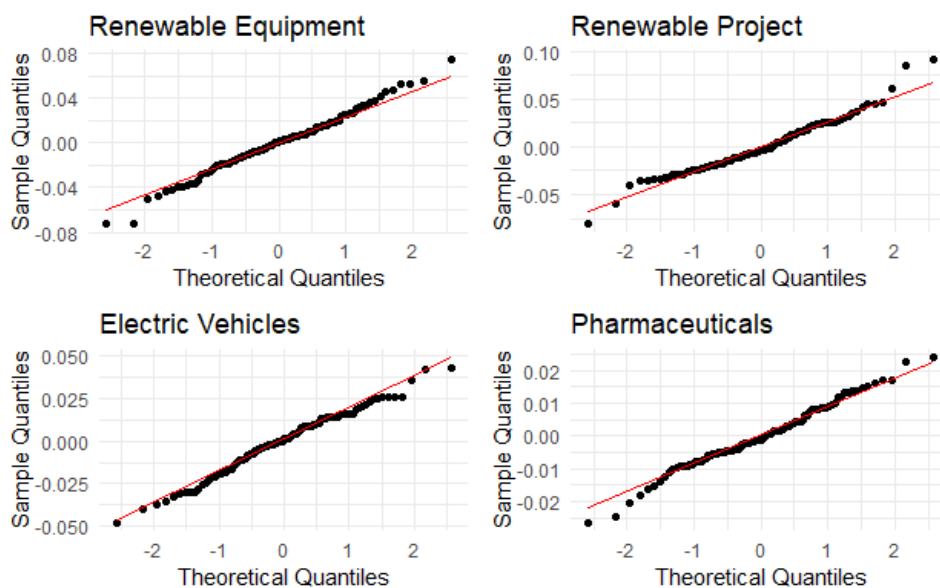 Renewable Equipment
Sample Quantiles
0.08
0.04
0.00
-0.04
-0.08
-2 -1 0 1 2
Theoretical Quantiles
Renewable Project
Sample Quantiles
0.10
0.05
0.00
-0.05
-2 -1 0 1 2
Theoretical Quantiles
Electric Vehicles
Sample Quantiles
0.050
0.025
0.000
-0.025
-0.050
-2 -1 0 1 2
Theoretical Quantiles
Pharmaceuticals
Sample Quantiles
0.02
0.01
0.00
-0.01
-0.02
-2 -1 0 1 2
Theoretical Quantiles